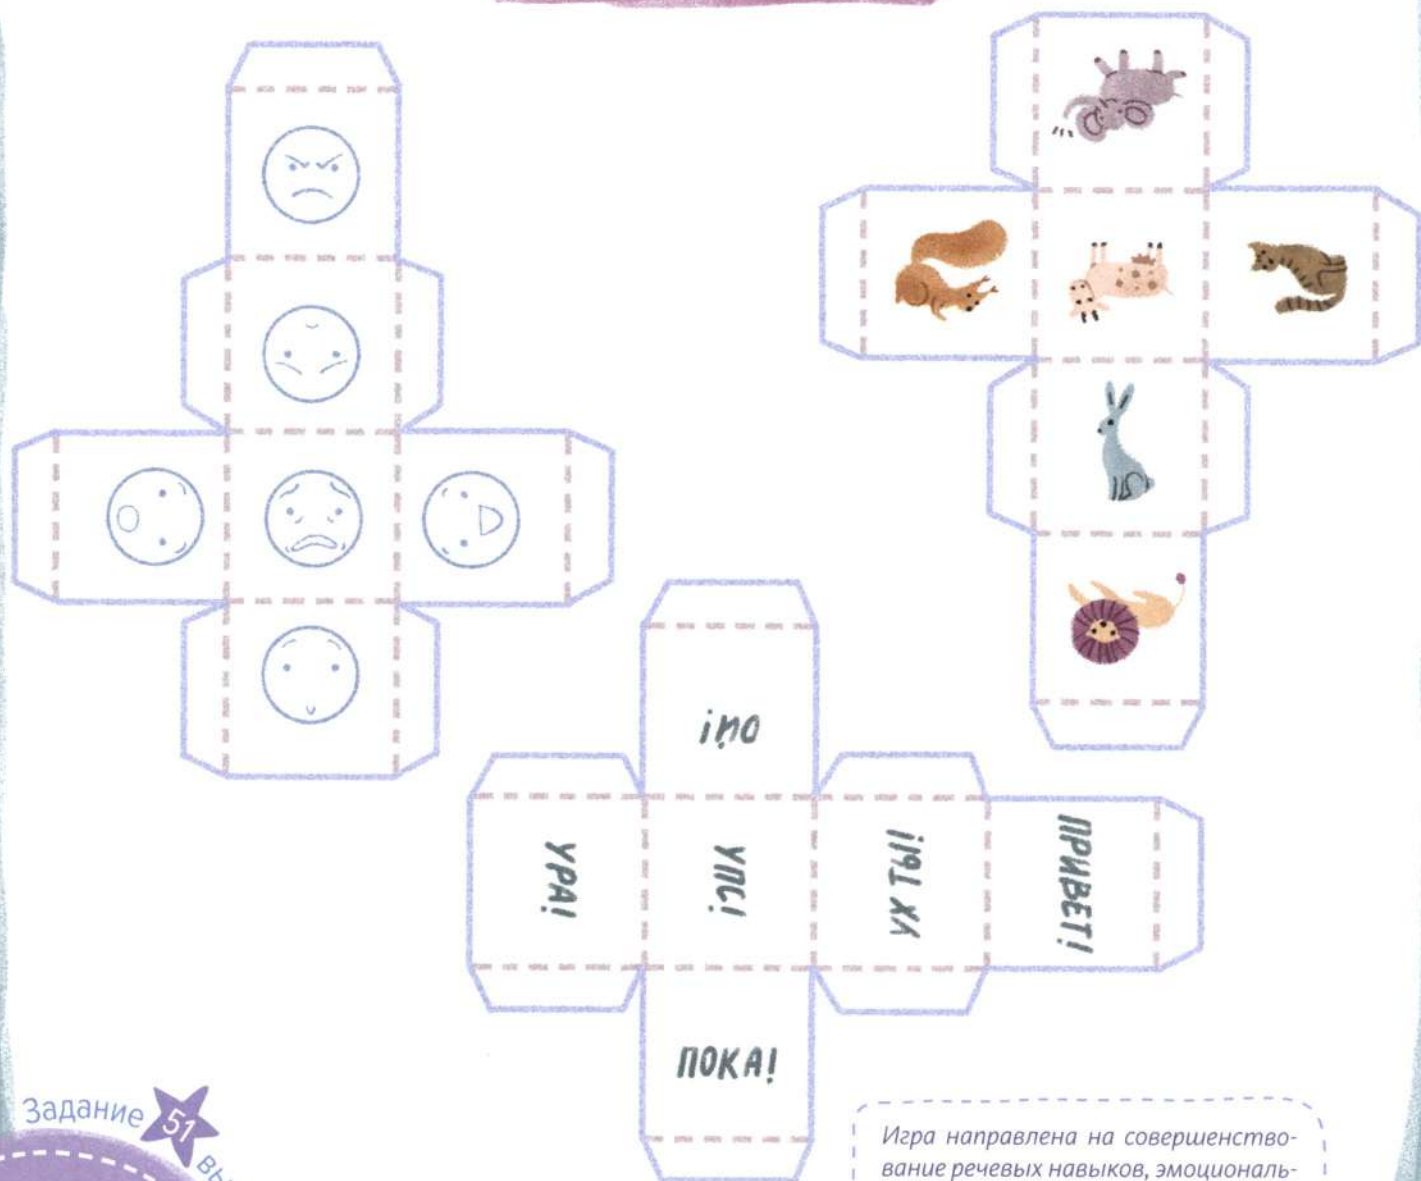 ОЙ!
УРА!
УПС!
УХ ТЫ!
ПРИВЕТ!
ПОКА!
Задание 51
Игра направлена на совершенство-
вание речевых навыков, эмоциональ-